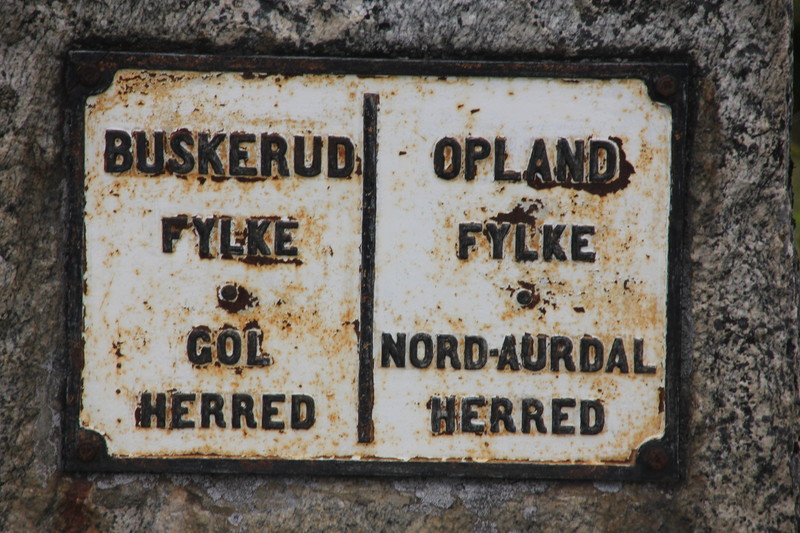 BUSKERUD
FYLKE
GOL
HERRED
OPLAND
FYLKE
NORD-AURDAL
HERRED